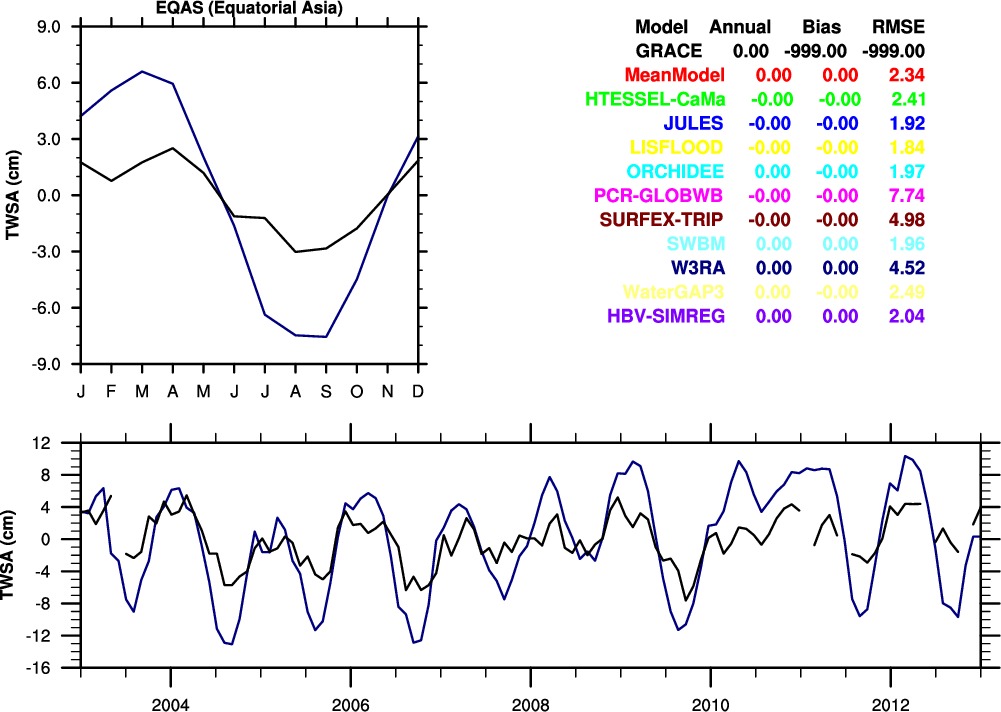 EQAS (Equatorial Asia)
9.0
6.0
3.0
0.0
-3.0
-6.0
-9.0
TWSA (cm)
J F M A M J J A S O N D
Model Annual Bias RMSE
GRACE 0.00 -999.00 -999.00
MeanModel 0.00 0.00 2.34
HTESSEL-CaMa -0.00 -0.00 2.41
JULES -0.00 -0.00 1.92
LISFLOOD -0.00 -0.00 1.84
ORCHIDEE 0.00 -0.00 1.97
PCR-GLOBWB -0.00 -0.00 7.74
SURFEX-TRIP -0.00 -0.00 4.98
SWBM 0.00 0.00 1.96
W3RA 0.00 0.00 4.52
WaterGAP3 0.00 -0.00 2.49
HBV-SIMREG 0.00 0.00 2.04
12
8
4
0
-4
-8
-12
-16
TWSA (cm)
2004 2006 2008 2010 2012